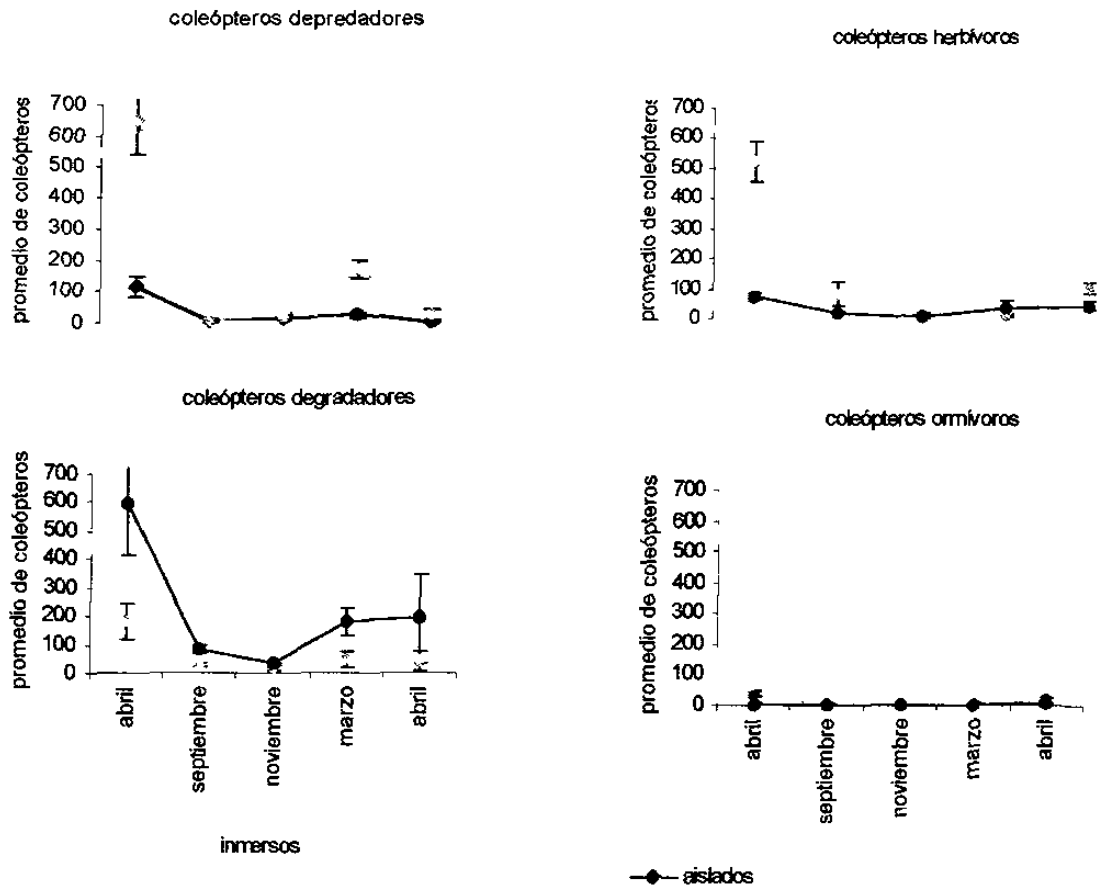 coleópteros depredadores
promedio de coleópteros
700
600
500
400
300
200
100
0
coleópteros herbívoros
promedio de coleópteros
700
600
500
400
300
200
100
0
coleópteros degradadores
promedio de coleópteros
700
600
500
400
300
200
100
0
abril
septiembre
noviembre
marzo
abril
coleópteros omnívoros
promedio de coleópteros
700
600
500
400
300
200
100
0
abril
septiembre
noviembre
marzo
abril
inmersos
aislados